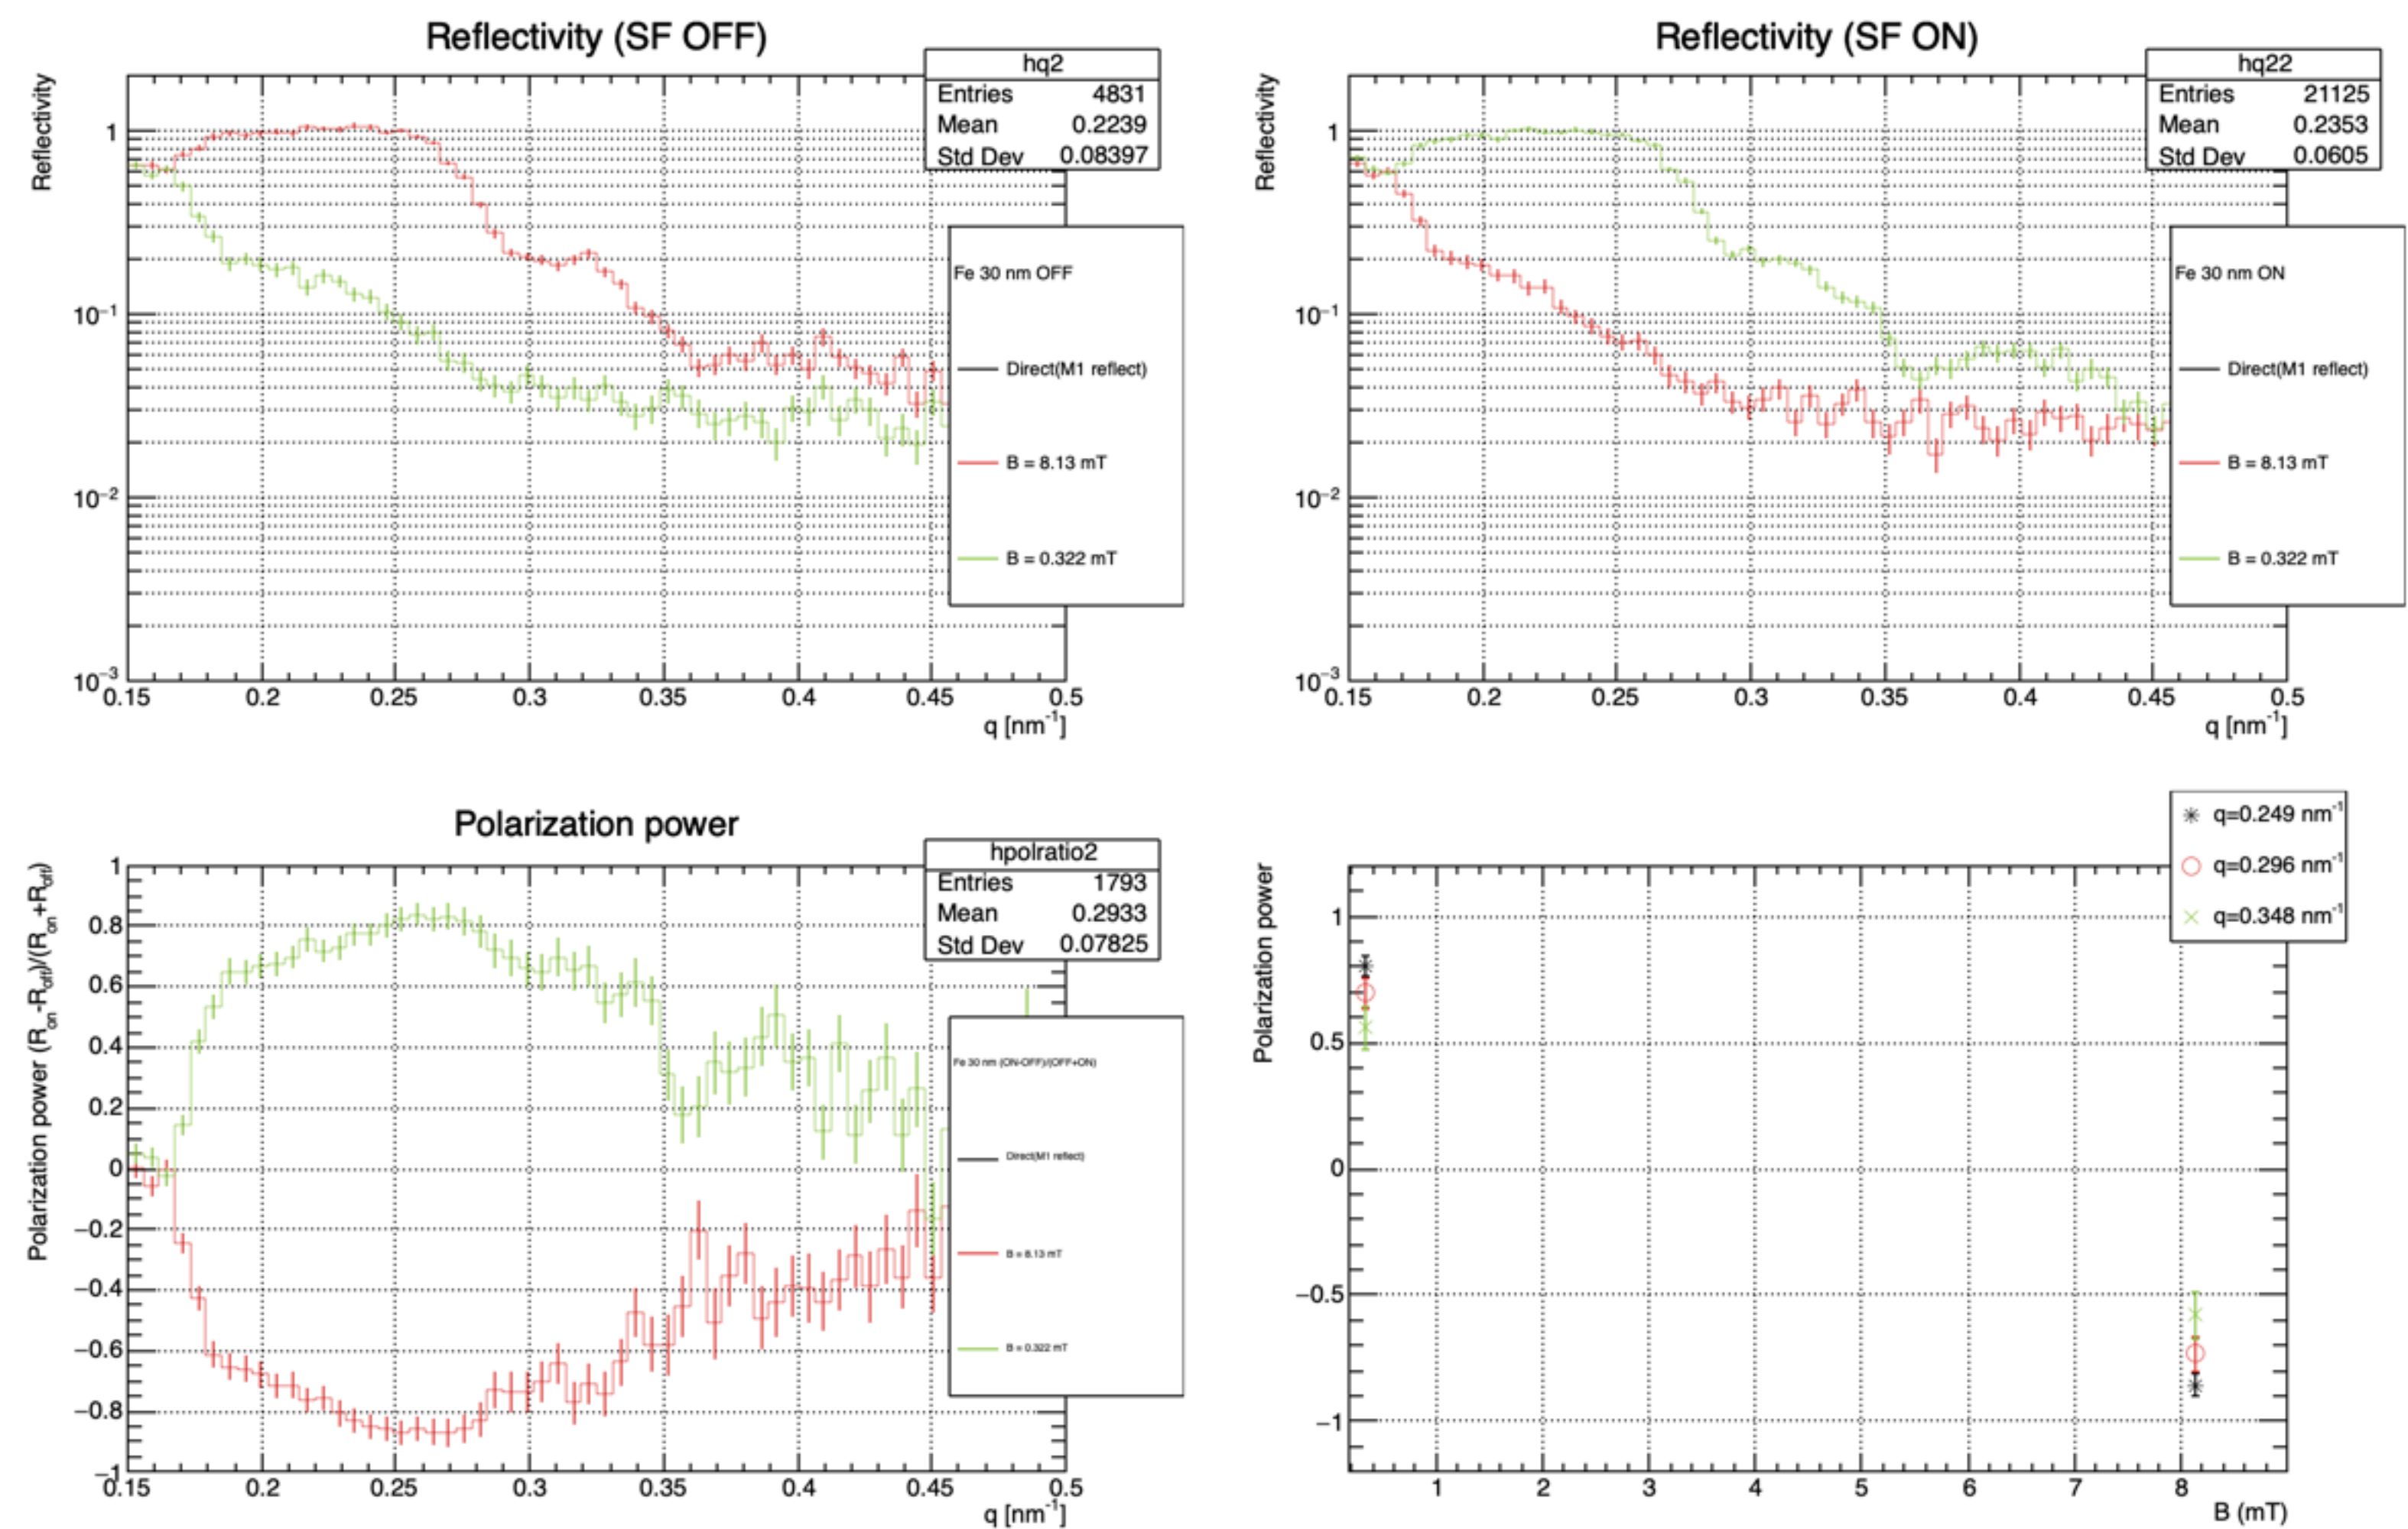 Reflectivity (SF OFF)
hq2
Entries 4831
Mean 0.2239
Std Dev 0.08397
Reflectivity
1
10⁻¹
10⁻²
10⁻³
Fe 30 nm OFF
Direct(M1 reflect)
B = 8.13 mT
B = 0.322 mT
0.15 0.2 0.25 0.3 0.35 0.4 0.45 0.5
q [nm⁻¹]
Reflectivity (SF ON)
hq22
Entries 21125
Mean 0.2353
Std Dev 0.0605
Reflectivity
1
10⁻¹
10⁻²
10⁻³
Fe 30 nm ON
Direct(M1 reflect)
B = 8.13 mT
B = 0.322 mT
0.15 0.2 0.25 0.3 0.35 0.4 0.45 0.5
q [nm⁻¹]
Polarization power
hpolratio2
Entries 1793
Mean 0.2933
Std Dev 0.07825
Polarization power (R_on-R_off)/(R_on+R_off)
1
0.8
0.6
0.4
0.2
0
−0.2
−0.4
−0.6
−0.8
−1
Fe 30 nm (ON-OFF)/(OFF+ON)
Direct(M1 reflect)
B = 8.13 mT
B = 0.322 mT
0.15 0.2 0.25 0.3 0.35 0.4 0.45 0.5
q [nm⁻¹]
q=0.249 nm⁻¹
q=0.296 nm⁻¹
q=0.348 nm⁻¹
Polarization power
1
0.5
0
−0.5
−1
1 2 3 4 5 6 7 8
B (mT)